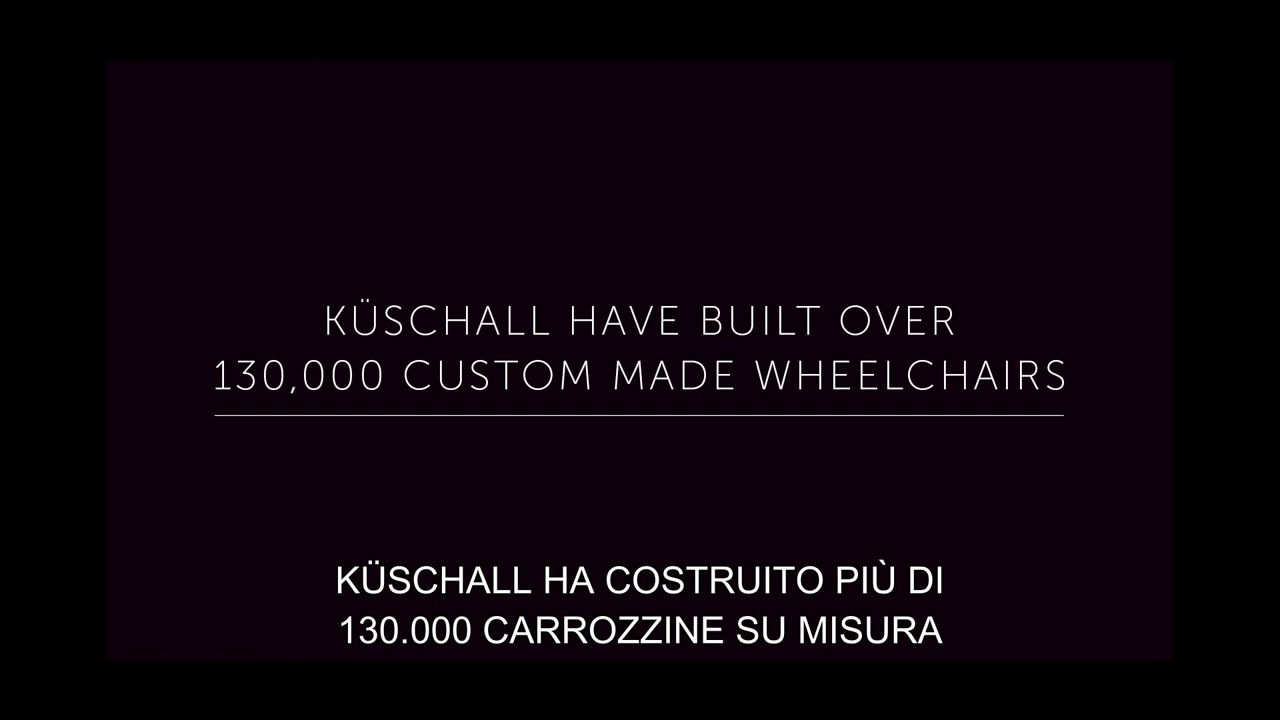 KÜSCHALL HAVE BUILT OVER
130,000 CUSTOM MADE WHEELCHAIRS
KÜSCHALL HA COSTRUITO PIÙ DI
130.000 CARROZZINE SU MISURA